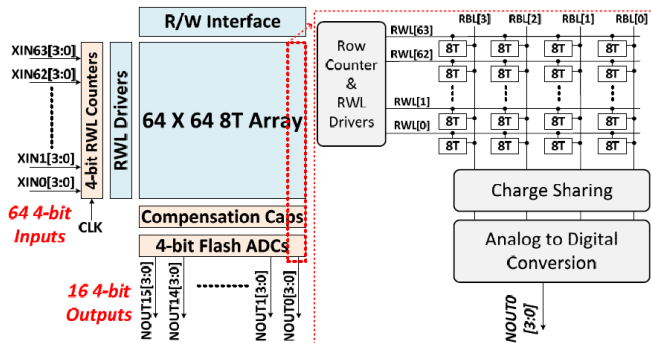 R/W Interface
XIN63[3:0]
XIN62[3:0]
XIN1[3:0]
XIN0[3:0]
4-bit RWL Counters
RWL Drivers
64 X 64 8T Array
64 4-bit
Inputs
CLK
Compensation Caps
4-bit Flash ADCs
NOUT15[3:0]
NOUT14[3:0]
NOUT1[3:0]
NOUT0[3:0]
16 4-bit
Outputs
Row
Counter
&
RWL
Drivers
RBL[3] RBL[2] RBL[1] RBL[0]
RWL[63]
8T 8T 8T 8T
RWL[62]
8T 8T 8T 8T
RWL[1]
8T 8T 8T 8T
RWL[0]
8T 8T 8T 8T
Charge Sharing
Analog to Digital
Conversion
NOUT0
[3:0]